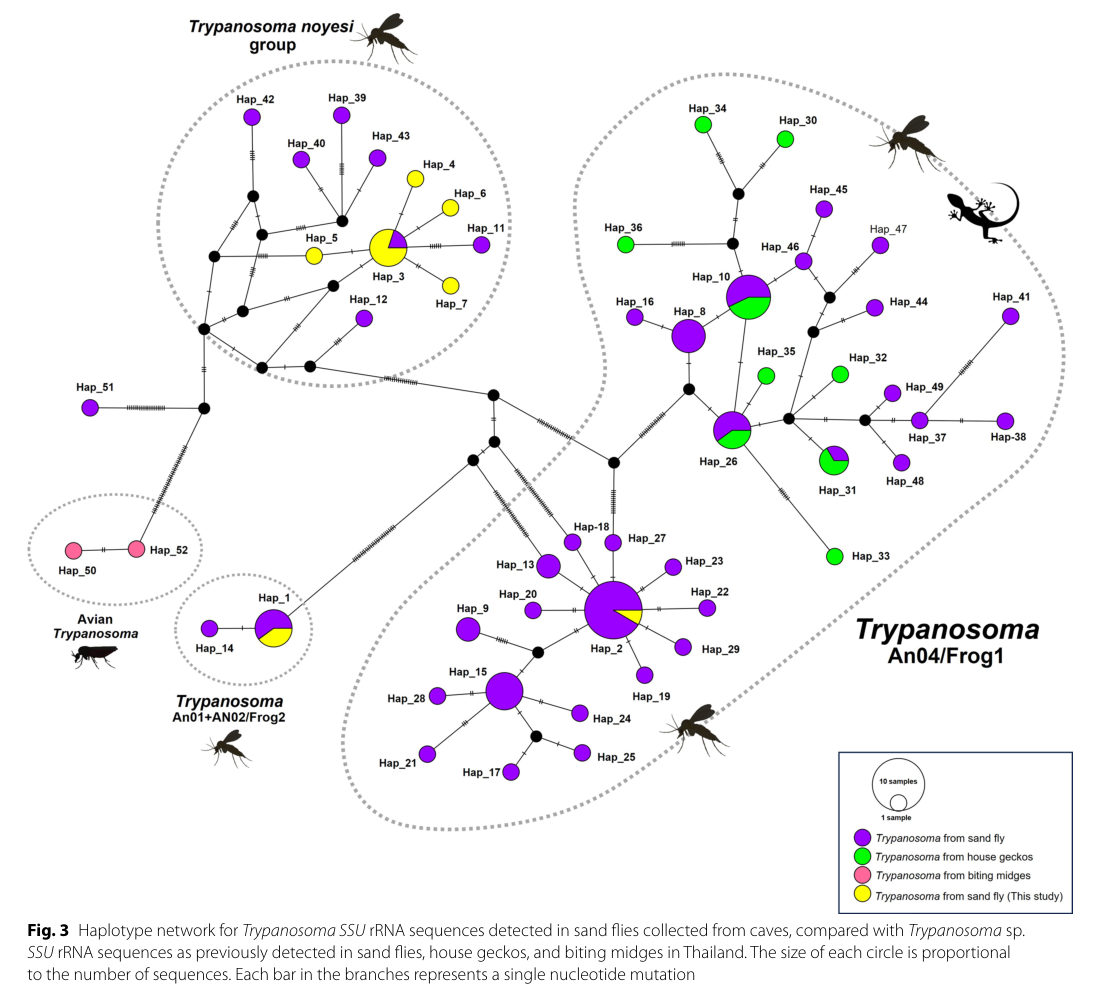 Trypanosoma noyesi
group
Hap_42
Hap_39
Hap_40
Hap_43
Hap_4
Hap_6
Hap_11
Hap_5
Hap_3
Hap_7
Hap_12
Hap_34
Hap_30
Hap_45
Hap_47
Hap_36
Hap_46
Hap_10
Hap_16
Hap_8
Hap_44
Hap_41
Hap_35
Hap_32
Hap_49
Hap_37
Hap-38
Hap_26
Hap_48
Hap_31
Hap_33
Hap_51
Hap_52
Hap_50
Avian
Trypanosoma
Hap_1
Hap_14
Trypanosoma
An01+AN02/Frog2
Hap-18
Hap_27
Hap_13
Hap_23
Hap_20
Hap_22
Hap_9
Hap_2
Hap_29
Hap_15
Hap_19
Hap_28
Hap_24
Hap_21
Hap_25
Hap_17
Trypanosoma
An04/Frog1
10 samples
1 sample
Trypanosoma from sand fly
Trypanosoma from house geckos
Trypanosoma from biting midges
Trypanosoma from sand fly (This study)
Fig. 3 Haplotype network for Trypanosoma SSU rRNA sequences detected in sand flies collected from caves, compared with Trypanosoma sp.
SSU rRNA sequences as previously detected in sand flies, house geckos, and biting midges in Thailand. The size of each circle is proportional
to the number of sequences. Each bar in the branches represents a single nucleotide mutation